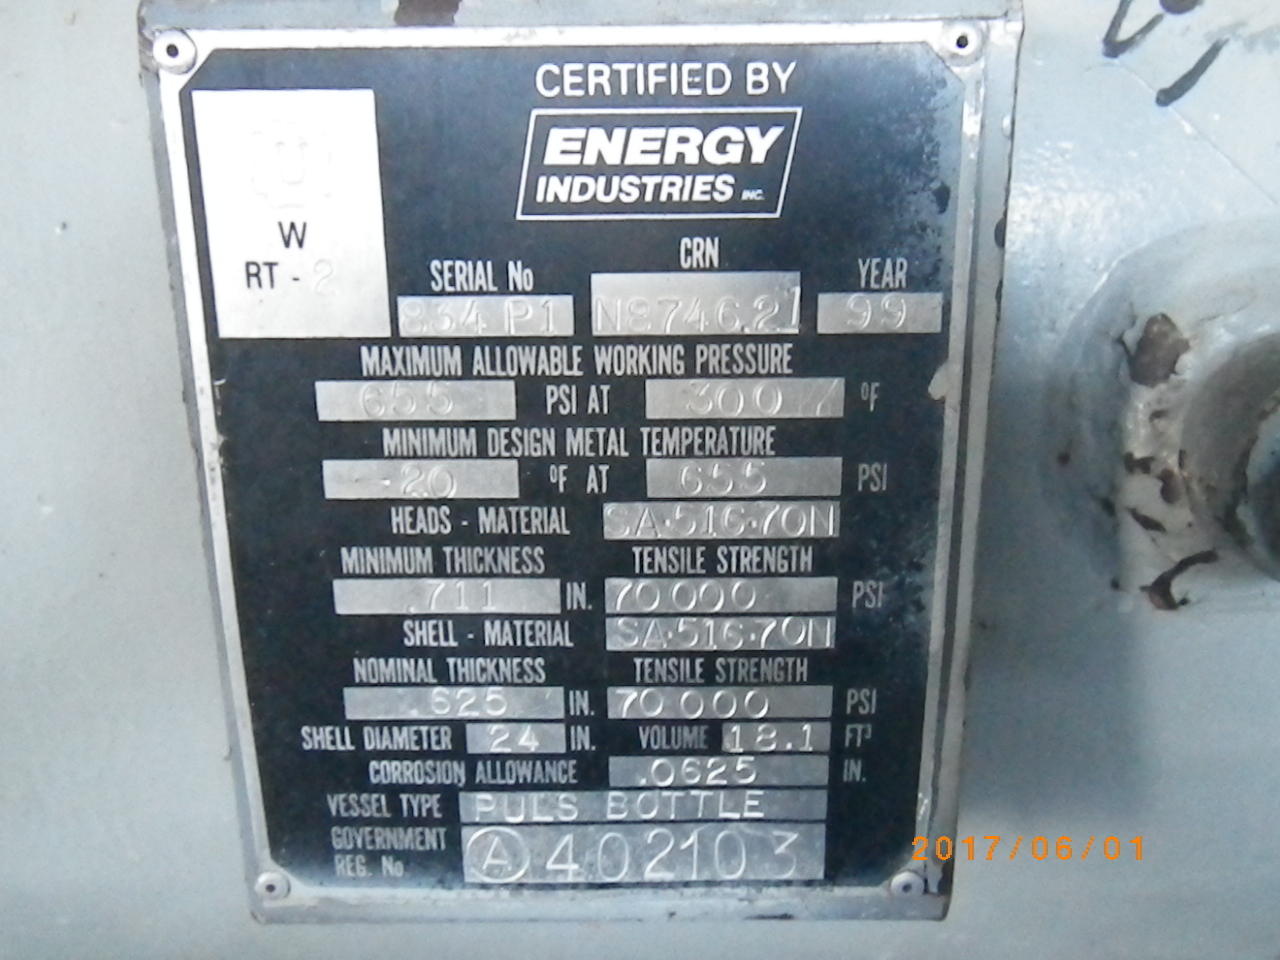 CERTIFIED BY
ENERGY
INDUSTRIES INC.
U
W
RT - 2
SERIAL No 834 P1
CRN N8746.21
YEAR 99
MAXIMUM ALLOWABLE WORKING PRESSURE
655 PSI AT 300 °F
MINIMUM DESIGN METAL TEMPERATURE
-20 °F AT 655 PSI
HEADS - MATERIAL SA-516-70N
MINIMUM THICKNESS TENSILE STRENGTH
.711 IN. 70000 PSI
SHELL - MATERIAL SA-516-70N
NOMINAL THICKNESS TENSILE STRENGTH
.625 IN. 70000 PSI
SHELL DIAMETER 24 IN. VOLUME 18.1 FT³
CORROSION ALLOWANCE .0625 IN.
VESSEL TYPE PULS BOTTLE
GOVERNMENT
REG. No. A 402103
2017/06/01